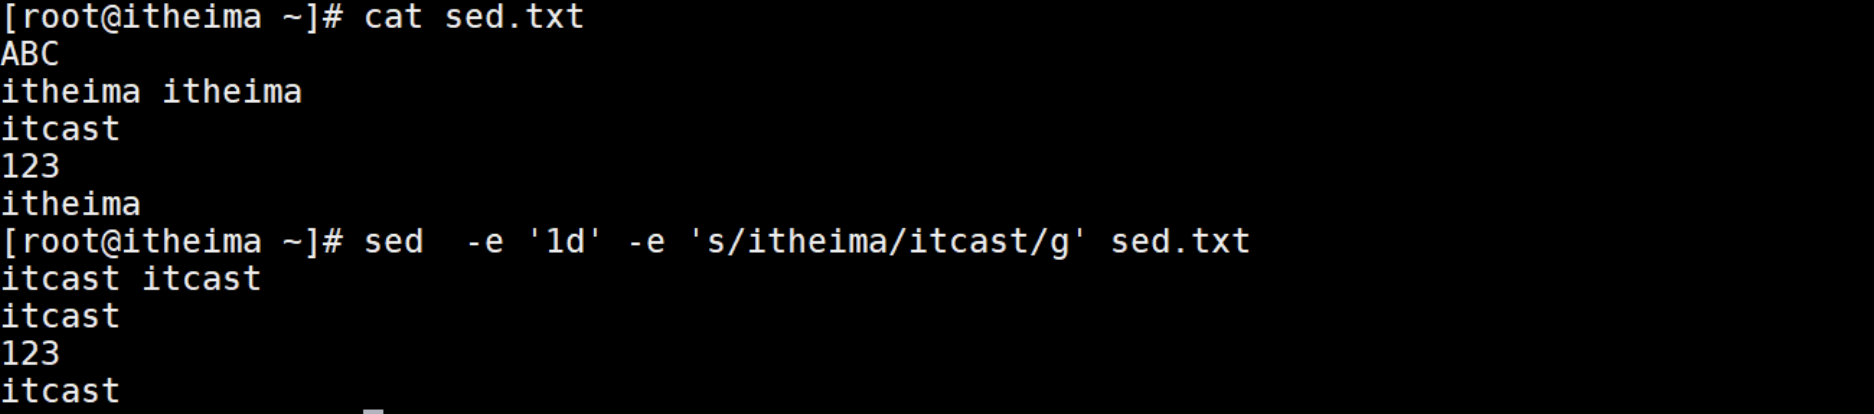 [root@itheima ~]# cat sed.txt
ABC
itheima itheima
itcast
123
itheima
[root@itheima ~]# sed  -e '1d' -e 's/itheima/itcast/g' sed.txt
itcast itcast
itcast
123
itcast